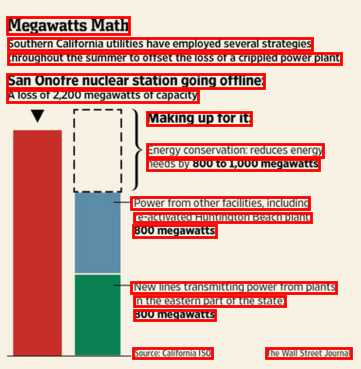 Megawatts Math
Southern California utilities have employed several strategies
throughout the summer to offset the loss of a crippled power plant
San Onofre nuclear station going offline:
A loss of 2,200 megawatts of capacity
Making up for it:
Energy conservation: reduces energy
needs by 800 to 1,000 megawatts
Power from other facilities, including
re-activated Huntington Beach plant
800 megawatts
New lines transmitting power from plants
in the eastern part of the state
800 megawatts
Source: California ISO
The Wall Street Journal